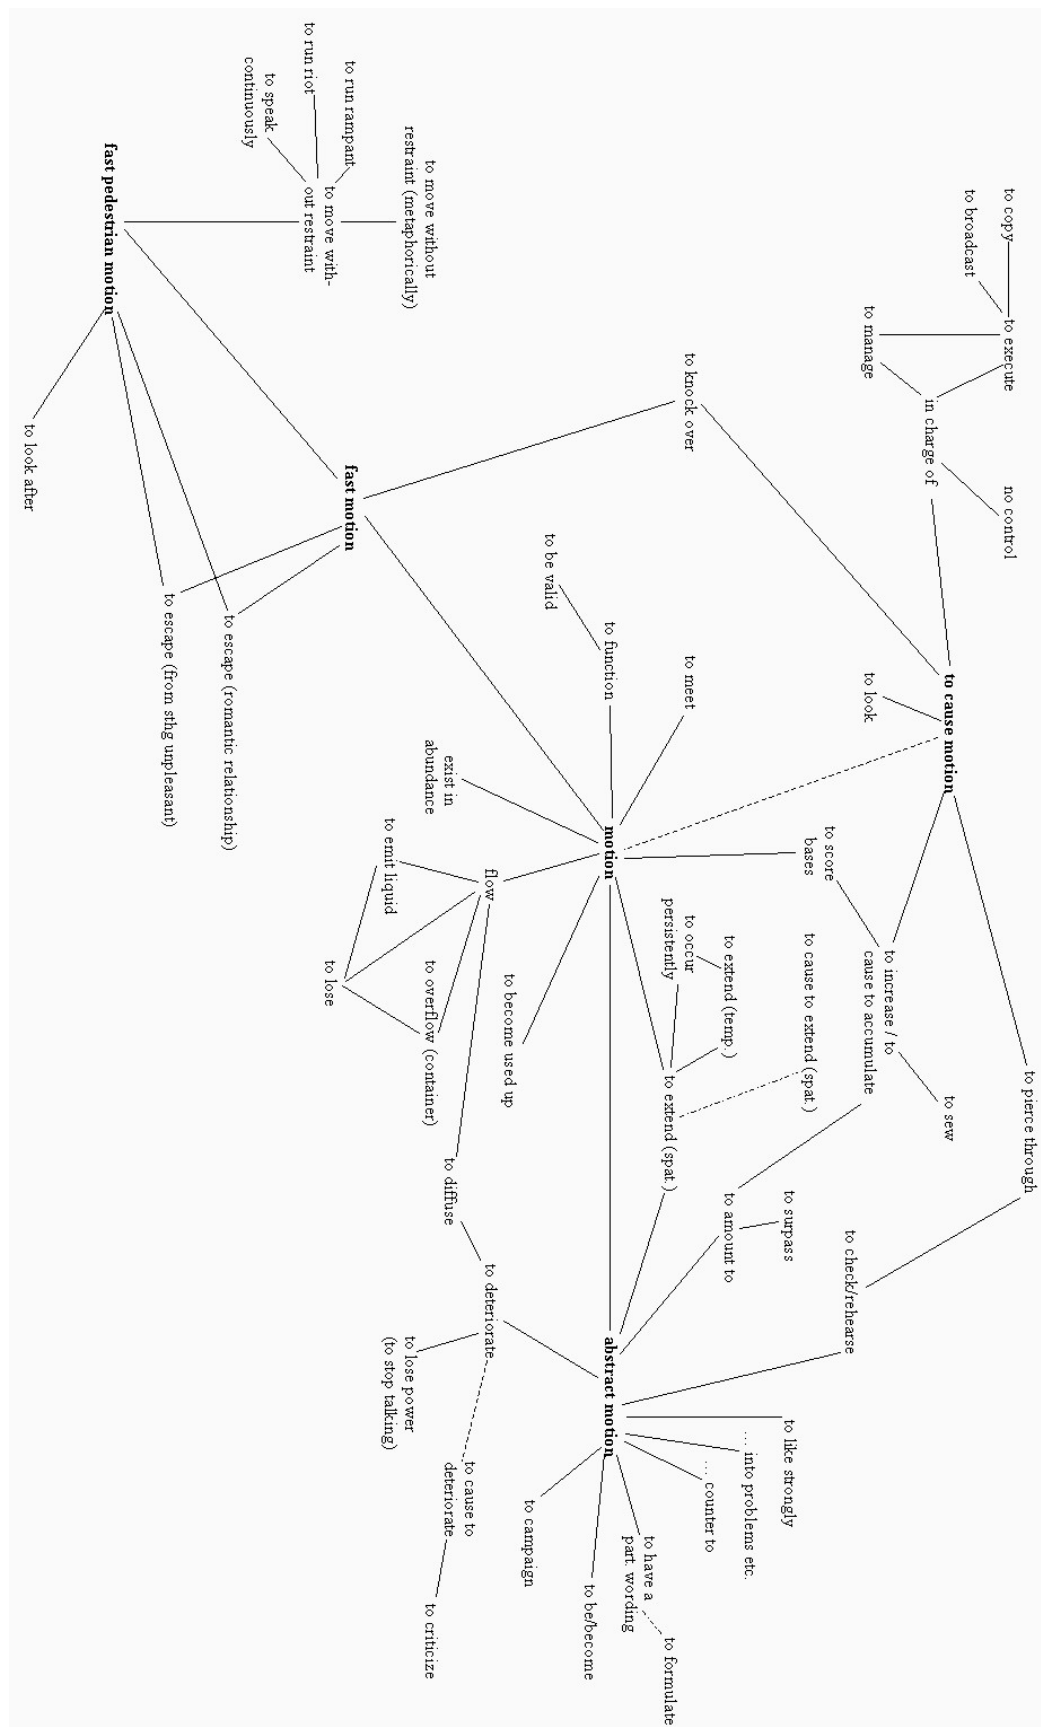 to copy
to broadcast
to execute
to manage
in charge of
no control
to cause motion
to look
to pierce through
to increase / to
cause to accumulate
to sew
to score
bases
to cause to extend (spat.)
to check/rehearse
to surpass
to amount to
to knock over
to meet
to function
to be valid
motion
exist in
abundance
to extend (temp.)
to occur
persistently
to extend (spat.)
abstract motion
to like strongly
... into problems etc.
... counter to
to have a
part. wording
to formulate
to be/become
to campaign
to become used up
flow
to emit liquid
to overflow (container)
to lose
to diffuse
to deteriorate
to lose power
(to stop talking)
to cause to
deteriorate
to criticize
to move without
restraint (metaphorically)
to run rampant
to run riot
to speak
continuously
to move with-
out restraint
fast pedestrian motion
fast motion
to escape (romantic relationship)
to escape (from sthg unpleasant)
to look after